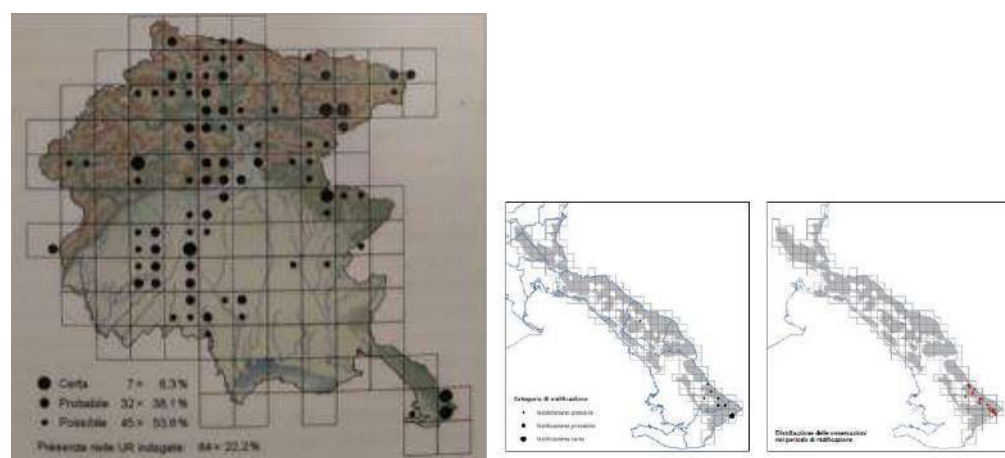 Certa 7 × 8,3%
Probabile 32 × 38,1%
Possibile 45 × 53,6%
Presenza nelle UR indagate: 84 × 22,2%
Categoria di nidificazione
Nidificazione possibile
Nidificazione probabile
Nidificazione certa
Distribuzione delle osservazioni
nel periodo di nidificazione